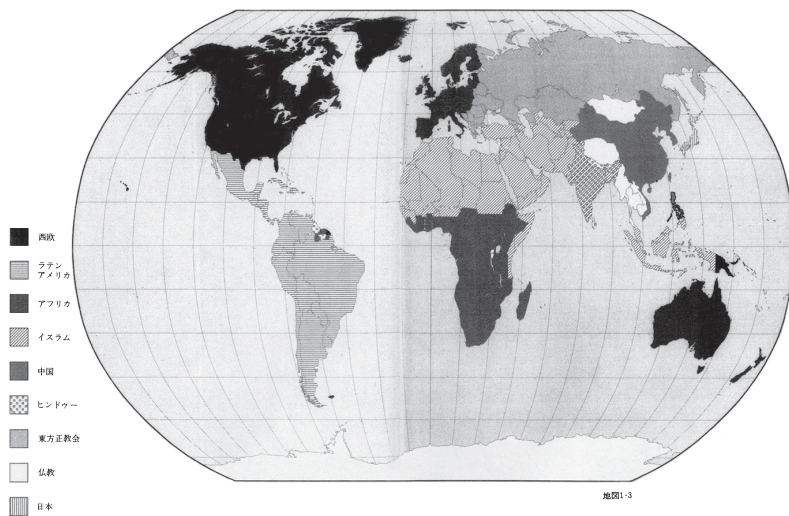 西欧
ラテン
アメリカ
アフリカ
イスラム
中国
ヒンドゥー
東方正教会
仏教
日本
地図1-3